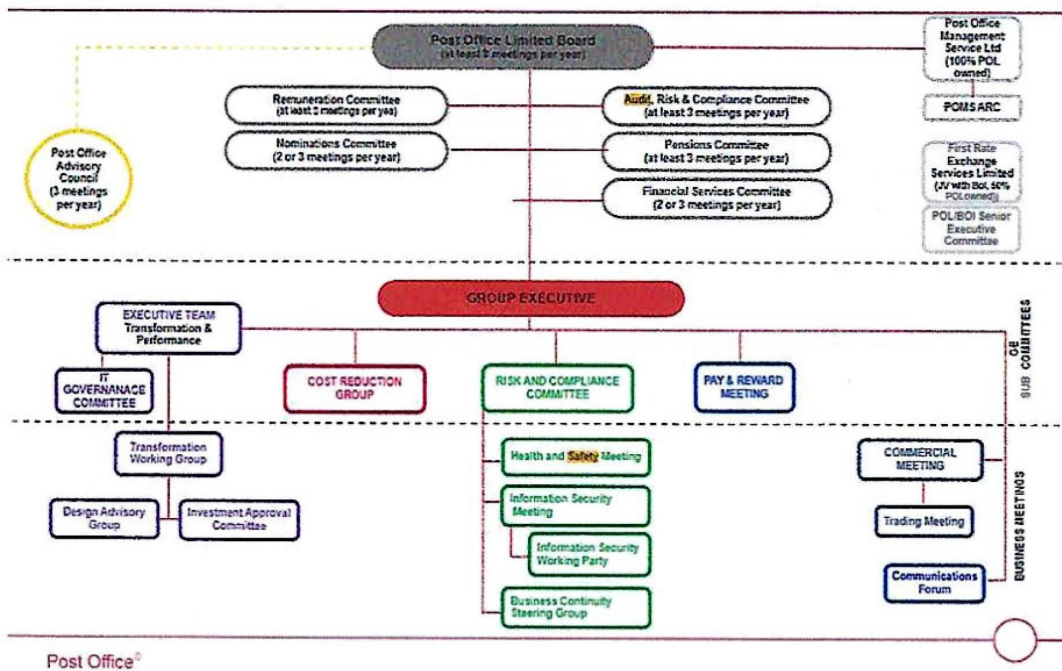 Post Office Limited Board
(at least 8 meetings per year)
Post Office
Management
Service Ltd
(100% POL
owned)
POMS ARC
Remuneration Committee
(at least 2 meetings per year)
Audit, Risk & Compliance Committee
(at least 3 meetings per year)
Nominations Committee
(2 or 3 meetings per year)
Pensions Committee
(at least 3 meetings per year)
Financial Services Committee
(2 or 3 meetings per year)
Post Office
Advisory
Council
(3 meetings
per year)
First Rate
Exchange
Services Limited
(JV with BoI, 50%
POLowned))
POL/BOI Senior
Executive
Committee
GROUP EXECUTIVE
EXECUTIVE TEAM
Transformation &
Performance
IT
GOVERNANACE
COMMITTEE
COST REDUCTION
GROUP
RISK AND COMPLIANCE
COMMITTEE
PAY & REWARD
MEETING
GE
SUB COMMITTEES
Transformation
Working Group
Design Advisory
Group
Investment Approval
Committee
Health and Safety Meeting
Information Security
Meeting
Information Security
Working Party
Business Continuity
Steering Group
COMMERCIAL
MEETING
Trading Meeting
Communications
Forum
BUSINESS MEETINGS
Post Office©